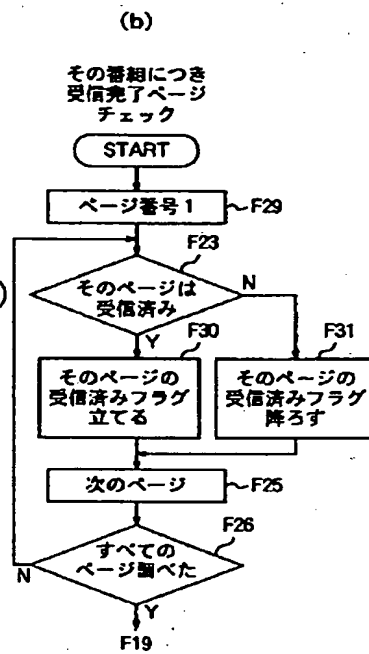 (b)
その番組につき
受信完了ページ
チェック
START
ページ番号1
F29
F23
そのページは
受信済み
N
Y
F30
F31
そのページの
受信済みフラグ
立てる
そのページの
受信済みフラグ
降ろす
次のページ
F25
F26
すべての
ページ調べた
N
Y
F19